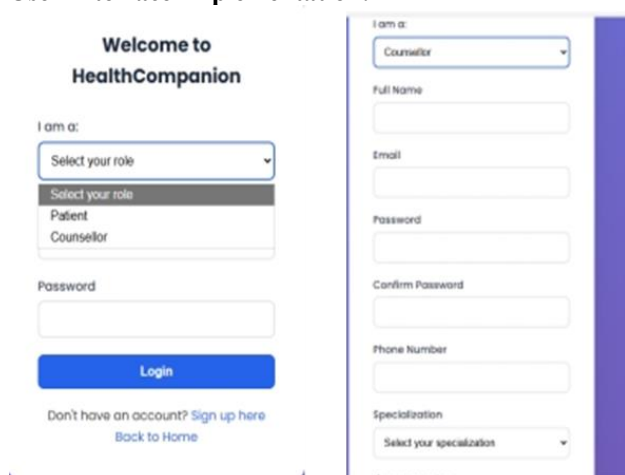 Welcome to
HealthCompanion
I am a:
Select your role
Select your role
Patient
Counsellor
Password
Login
Don't have an account? Sign up here
Back to Home
I am a:
Counsellor
Full Name
Email
Password
Confirm Password
Phone Number
Specialization
Select your specialization